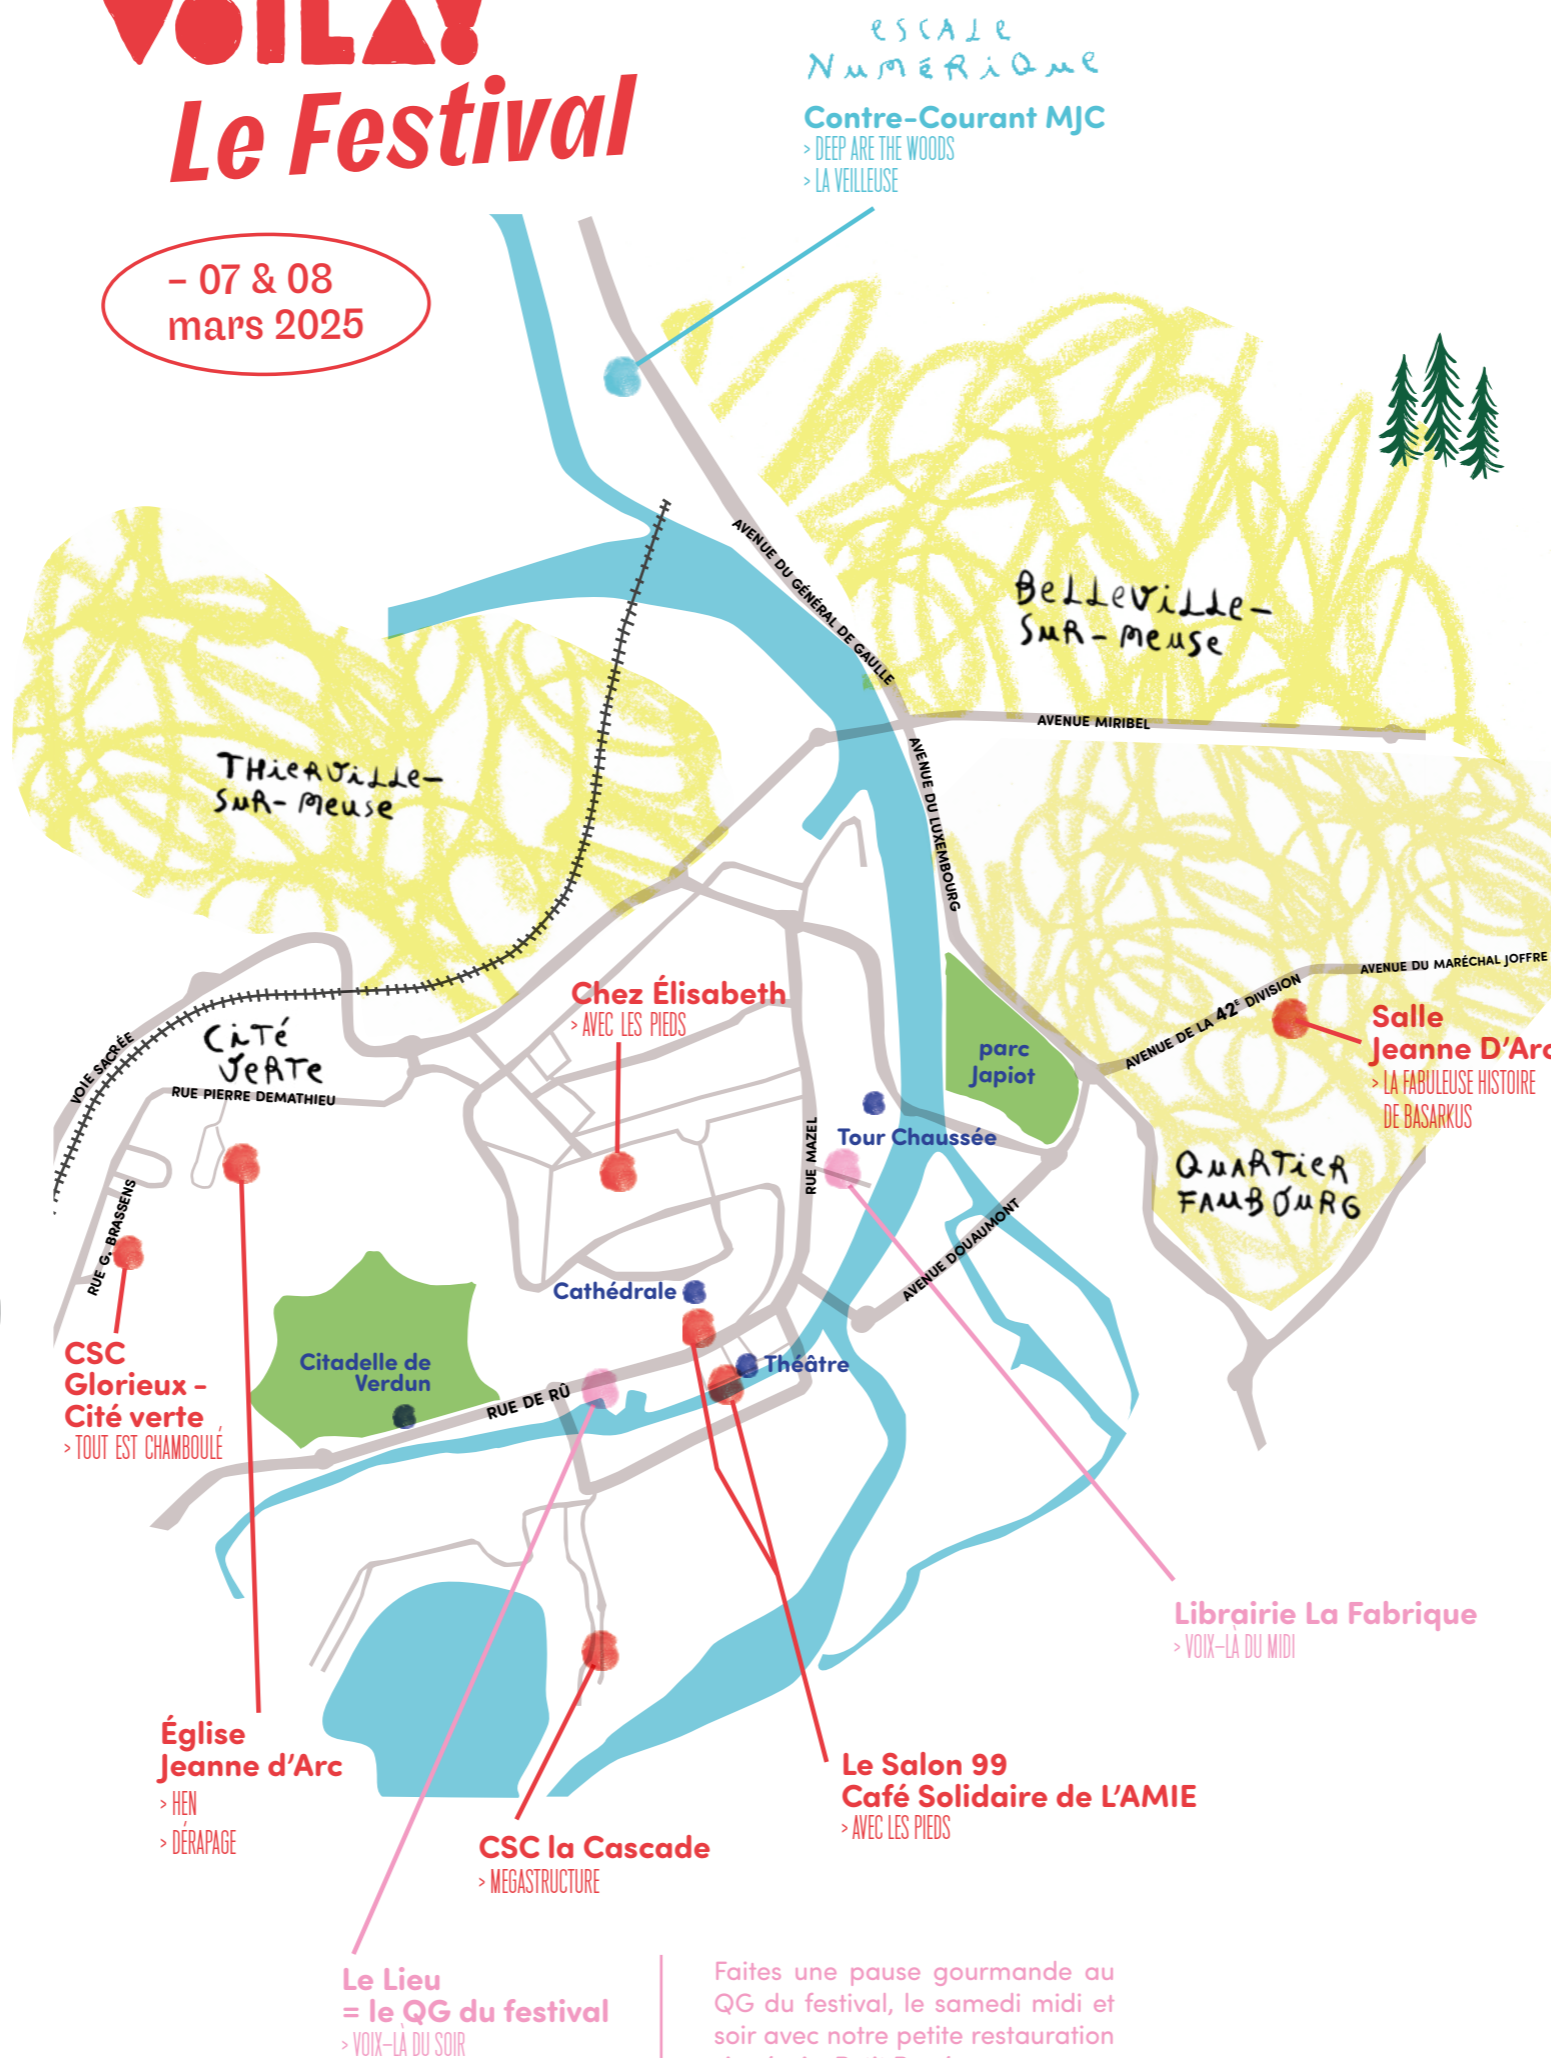 VOILÀ!
Le Festival
– 07 & 08
mars 2025
escale
Numérique
Contre-Courant MJC
> DEEP ARE THE WOODS
> LA VEILLEUSE
AVENUE DU GÉNÉRAL DE GAULLE
Belleville-
sur-Meuse
AVENUE MIRIBEL
AVENUE DU LUXEMBOURG
Thierville-
sur-Meuse
AVENUE DU MARÉCHAL JOFFRE
AVENUE DE LA 42E DIVISION
Salle
Jeanne D'Arc
> LA FABULEUSE HISTOIRE
DE BASARKUS
Chez Élisabeth
> AVEC LES PIEDS
VOIE SACRÉE
Cité
Verte
RUE PIERRE DEMATHIEU
parc
Japiot
Tour Chaussée
RUE MAZEL
Quartier
Faubourg
RUE G. BRASSENS
AVENUE DOUAUMONT
Cathédrale
CSC
Glorieux -
Cité verte
> TOUT EST CHAMBOULÉ
Citadelle de
Verdun
Théâtre
RUE DE RÛ
Librairie La Fabrique
> VOIX-LÀ DU MIDI
Église
Jeanne d'Arc
> HEN
> DÉRAPAGE
Le Salon 99
Café Solidaire de L'AMIE
> AVEC LES PIEDS
CSC la Cascade
> MEGASTRUCTURE
Le Lieu
= le QG du festival
> VOIX-LÀ DU SOIR
Faites une pause gourmande au
QG du festival, le samedi midi et
soir avec notre petite restauration